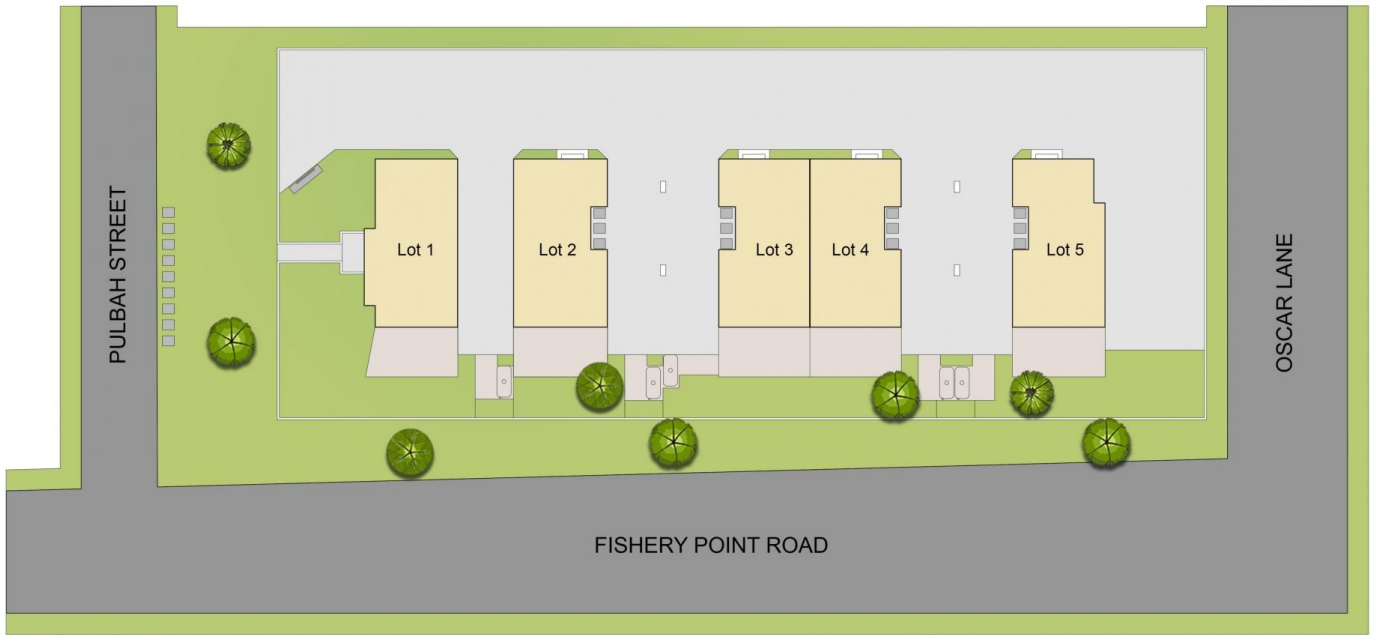 PULBAH STREET
Lot 1
Lot 2
Lot 3
Lot 4
Lot 5
OSCAR LANE
FISHERY POINT ROAD